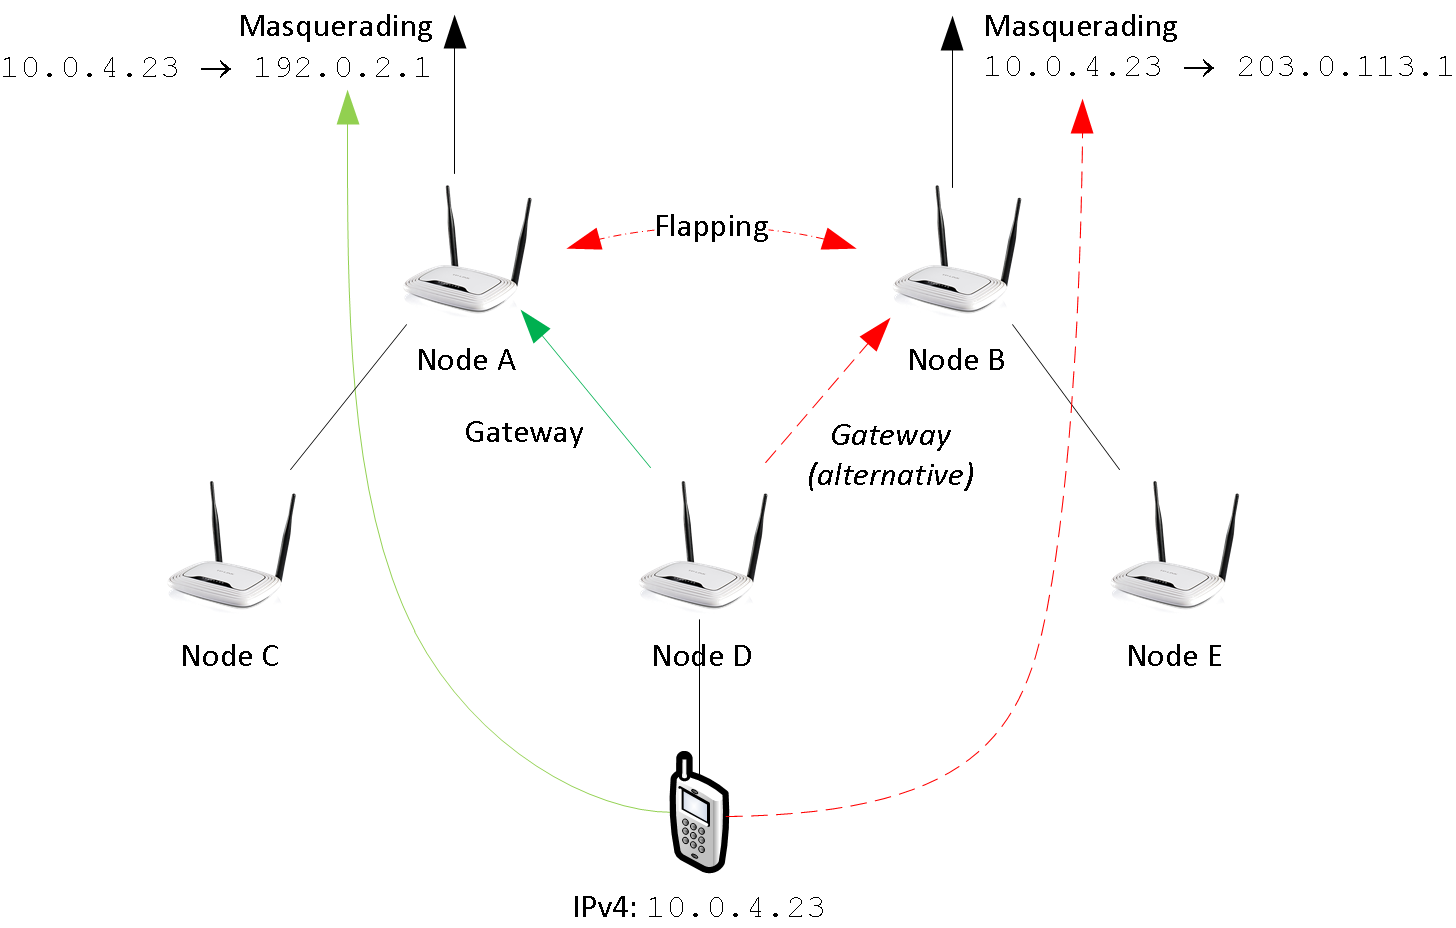 Masquerading
10.0.4.23 → 192.0.2.1
Masquerading
10.0.4.23 → 203.0.113.1
Flapping
Node A
Node B
Gateway
Gateway
(alternative)
Node C
Node D
Node E
IPv4: 10.0.4.23